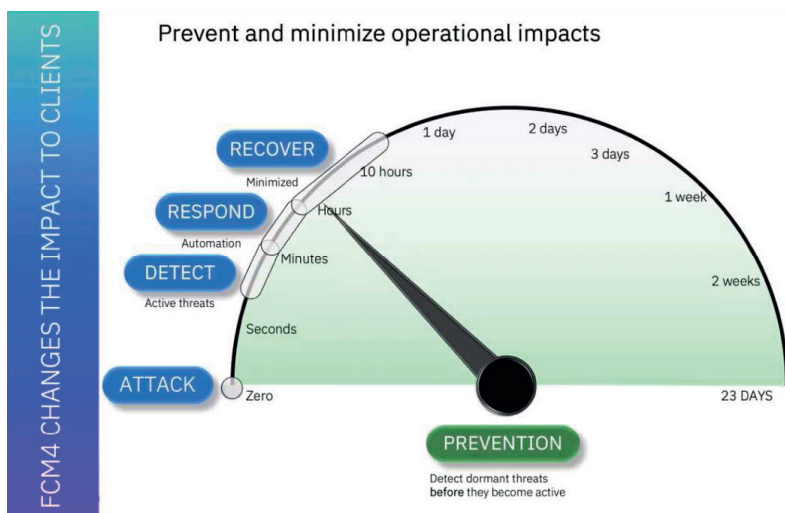 FCM4 CHANGES THE IMPACT TO CLIENTS
Prevent and minimize operational impacts
RECOVER
Minimized
RESPOND
Automation
DETECT
Active threats
ATTACK
Zero
Seconds
Minutes
Hours
10 hours
1 day
2 days
3 days
1 week
2 weeks
23 DAYS
PREVENTION
Detect dormant threats
before they become active